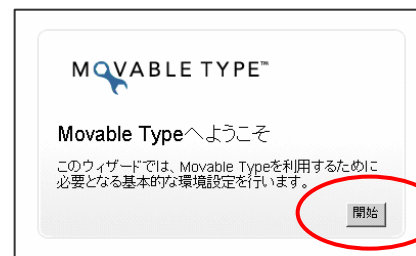 MOVABLE TYPE™
Movable Typeへようこそ
このウィザードでは、Movable Typeを利用するために
必要となる基本的な環境設定を行います。
開始